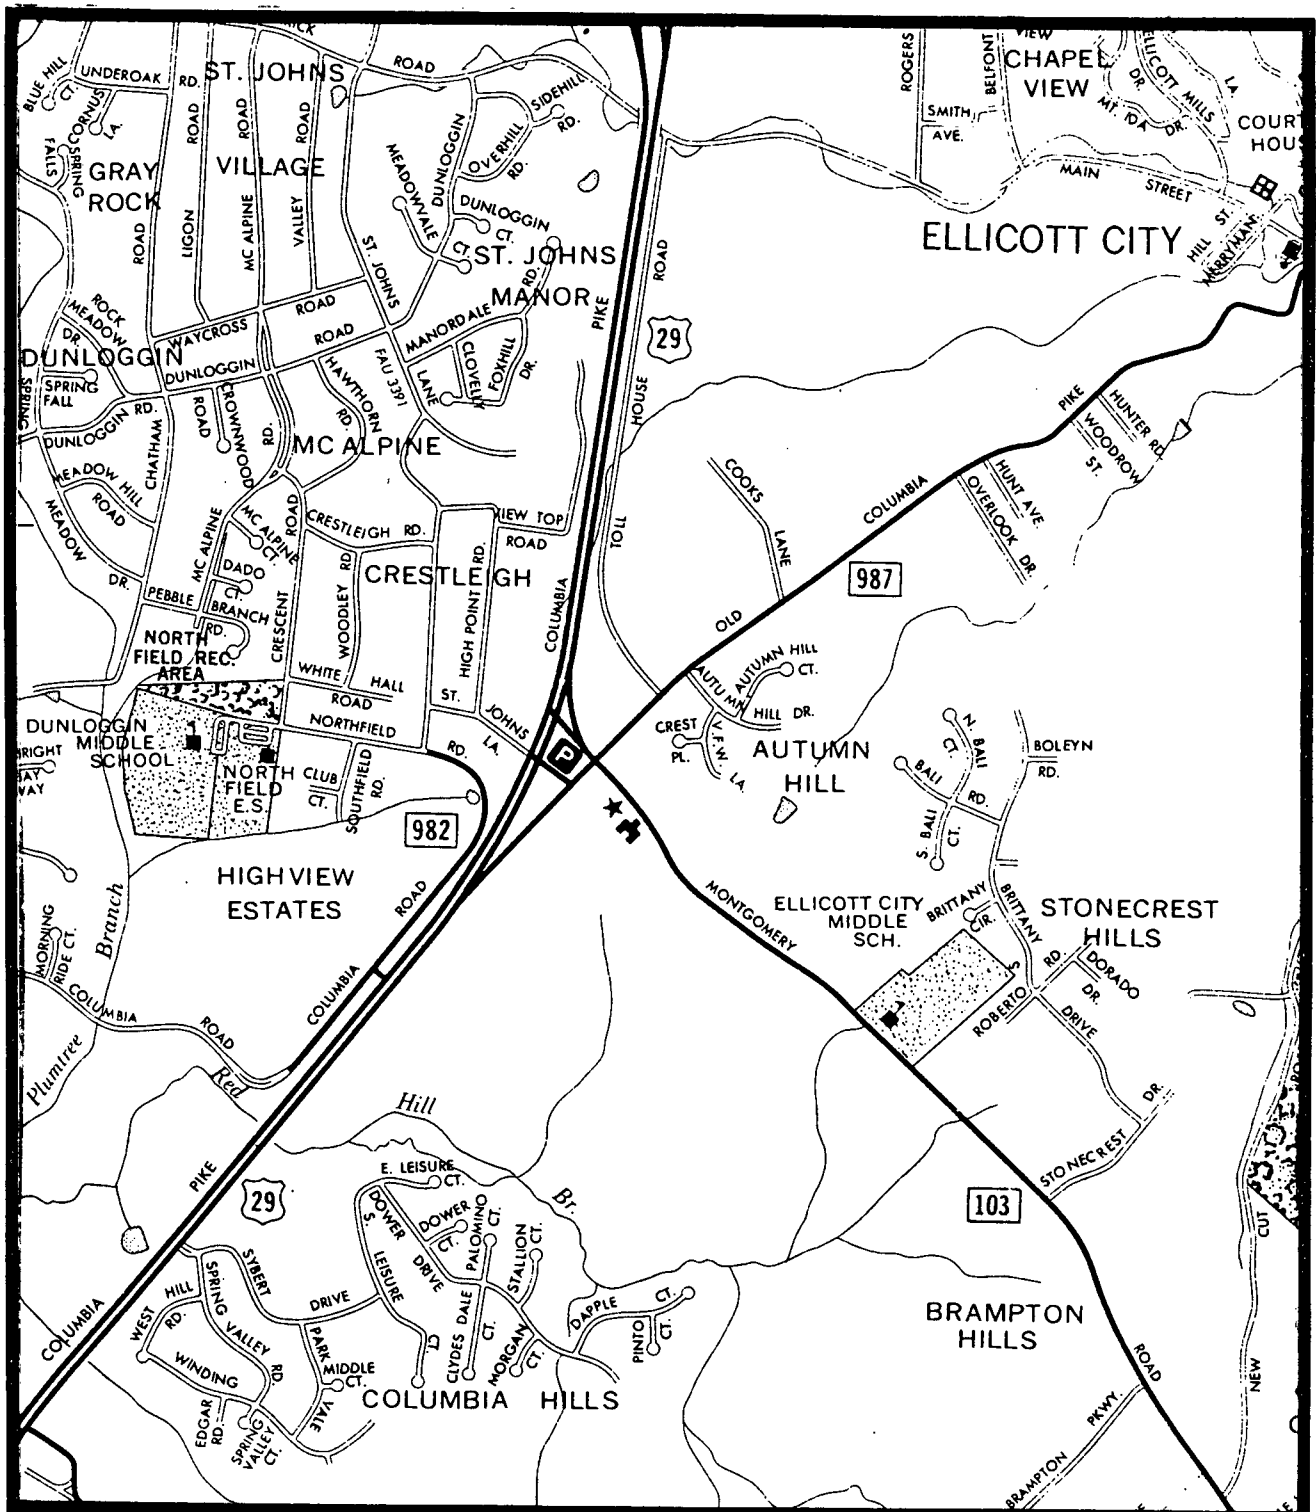 ROAD
ST. JOHNS
VILLAGE
BLUE HILL
CT.
UNDEROAK
RD.
CORNUS
LA.
SPRING
FALLS
GRAY
ROCK
ROAD
LIGON
ROAD
MC ALPINE
ROAD
VALLEY
ROAD
DUNLOGGIN
SIDEHILL
RD.
OVERHILL
RD.
MEADOWVALE
CT.
DUNLOGGIN
CT.
ST. JOHNS
MANOR
ST. JOHNS
LANE
FAU 3391
MANORDALE
RD.
CLOVELLY
FOXHILL
DR.
ROCK
MEADOW
DR.
WAYCROSS
ROAD
DUNLOGGIN
DUNLOGGIN
ROAD
SPRING
FALL
SPRING
DUNLOGGIN RD.
CHATHAM
ROAD
CROWNWOOD
RD.
HAWTHORN
RD.
MC ALPINE
MEADOW HILL
ROAD
MEADOW
DR.
MC ALPINE
MC ALPINE
CT.
ROAD
CRESTLEIGH RD.
VIEW TOP
ROAD
CRESTLEIGH
DADO
CT.
PEBBLE
BRANCH
RD.
CRESCENT
WOODLEY RD
HIGH POINT RD.
NORTH
FIELD REC.
AREA
WHITE
HALL
ROAD
ST.
JOHNS
LA.
NORTHFIELD
RD.
DUNLOGGIN
MIDDLE
SCHOOL
NORTH
FIELD
E.S.
CLUB
CT.
SOUTHFIELD
RD.
982
HIGHVIEW
ESTATES
PIKE
COLUMBIA
29
TOLL
HOUSE
ROAD
ROGERS
BELFONT
VIEW
CHAPEL
VIEW
ELLICOTT
MILLS
DR.
LA.
MT. IDA
DR.
SMITH
AVE.
COURT
HOUS
MAIN
STREET
ELLICOTT CITY
HILL
ST.
MERRYMAN
OLD
COLUMBIA
PIKE
987
HUNTER RD.
WOODROW
ST.
HUNT AVE.
OVERLOOK
DR.
COOKS
LANE
AUTUMN
HILL DR.
AUTUMN HILL
CT.
CREST
PL.
V.F.W.
LA.
AUTUMN
HILL
P
N. BALI
CT.
BALI
RD.
S. BALI
CT.
BOLEYN
RD.
MONTGOMERY
ROAD
ELLICOTT CITY
MIDDLE
SCH.
BRITTANY
CIR.
BRITTANY
DRIVE
STONECREST
HILLS
S
ROBERTO
RD.
DORADO
DR.
STONECREST
DR.
103
NEW
CUT
BRAMPTON
HILLS
BRAMPTON
PKWY.
MORNING
RIDE CT.
Plumtree
Branch
COLUMBIA
ROAD
COLUMBIA
ROAD
Red
Hill
Br.
COLUMBIA
PIKE
29
E. LEISURE
CT.
S.
LEISURE
CT.
DOWER
DRIVE
DOWER
CT.
PALOMINO
CT.
STALLION
CT.
CLYDES DALE
CT.
MORGAN
CT.
DAPPLE
CT.
PINTO
CT.
SYBERT
DRIVE
SPRING
VALLEY
RD.
WEST
HILL
RD.
WINDING
PARK
VALE
MIDDLE
CT.
EDGAR
RD.
SPRING
VALLEY
CT.
COLUMBIA HILLS